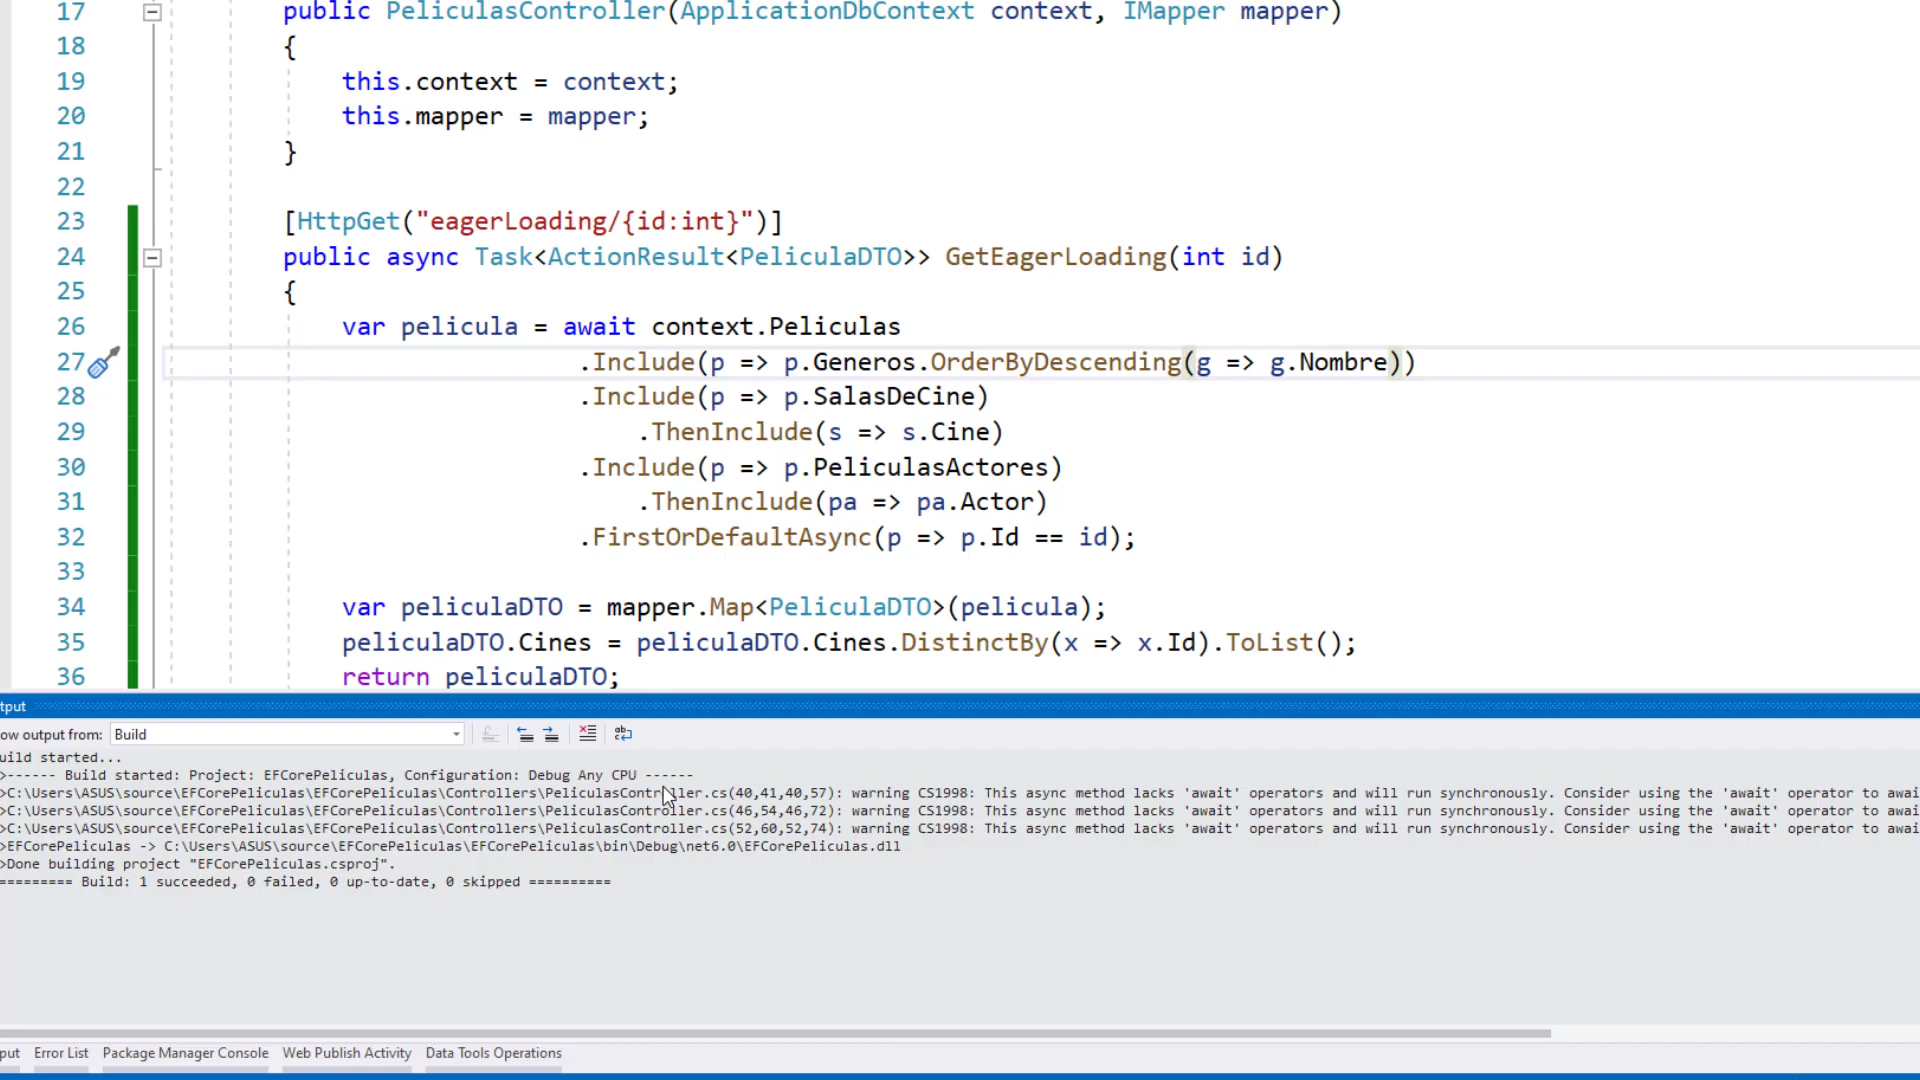 17 public PeliculasController(ApplicationDbContext context, IMapper mapper)
18 {
19 this.context = context;
20 this.mapper = mapper;
21 }
22
23 [HttpGet("eagerLoading/{id:int}")]
24 public async Task<ActionResult<PeliculaDTO>> GetEagerLoading(int id)
25 {
26 var pelicula = await context.Peliculas
27 .Include(p => p.Generos.OrderByDescending(g => g.Nombre))
28 .Include(p => p.SalasDeCine)
29 .ThenInclude(s => s.Cine)
30 .Include(p => p.PeliculasActores)
31 .ThenInclude(pa => pa.Actor)
32 .FirstOrDefaultAsync(p => p.Id == id);
33
34 var peliculaDTO = mapper.Map<PeliculaDTO>(pelicula);
35 peliculaDTO.Cines = peliculaDTO.Cines.DistinctBy(x => x.Id).ToList();
36 return peliculaDTO;
tput
ow output from: Build
uild started...
>------ Build started: Project: EFCorePeliculas, Configuration: Debug Any CPU ------
>C:\Users\ASUS\source\EFCorePeliculas\EFCorePeliculas\Controllers\PeliculasController.cs(40,41,40,57): warning CS1998: This async method lacks 'await' operators and will run synchronously. Consider using the 'await' operator to awai
>C:\Users\ASUS\source\EFCorePeliculas\EFCorePeliculas\Controllers\PeliculasController.cs(46,54,46,72): warning CS1998: This async method lacks 'await' operators and will run synchronously. Consider using the 'await' operator to awai
>C:\Users\ASUS\source\EFCorePeliculas\EFCorePeliculas\Controllers\PeliculasController.cs(52,60,52,74): warning CS1998: This async method lacks 'await' operators and will run synchronously. Consider using the 'await' operator to awai
>EFCorePeliculas -> C:\Users\ASUS\source\EFCorePeliculas\EFCorePeliculas\bin\Debug\net6.0\EFCorePeliculas.dll
>Done building project "EFCorePeliculas.csproj".
========= Build: 1 succeeded, 0 failed, 0 up-to-date, 0 skipped ==========
put Error List Package Manager Console Web Publish Activity Data Tools Operations